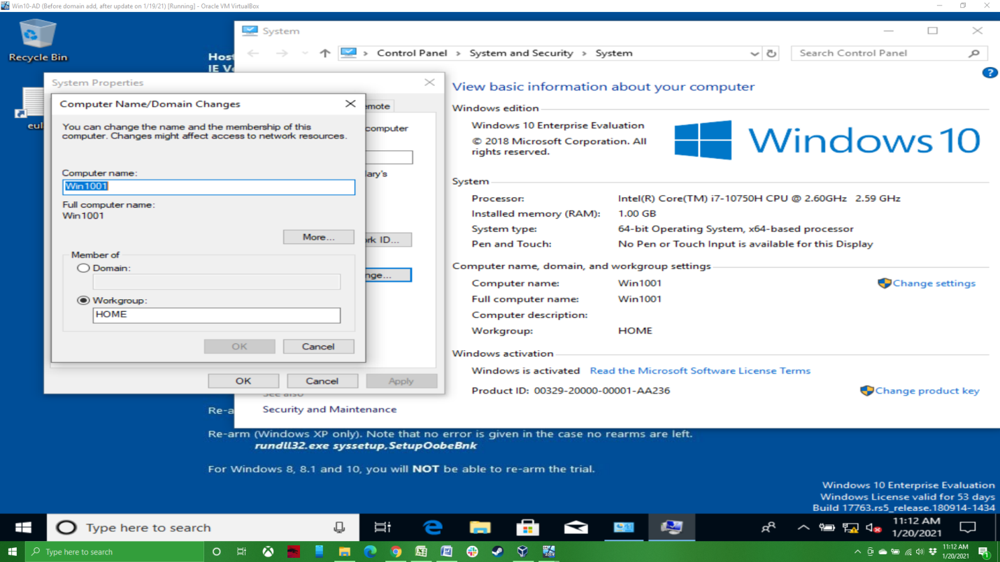 Win10-AD (Before domain add, after update on 1/19/21) [Running] - Oracle VM VirtualBox
Recycle Bin
System
Control Panel > System and Security > System
Search Control Panel
System Properties
Computer Name/Domain Changes
You can change the name and the membership of this
computer. Changes might affect access to network resources.
Computer name:
Win1001
Full computer name:
Win1001
More...
Member of
Domain:
Workgroup:
HOME
OK
Cancel
emote
computer
ary's
rk ID...
nge...
OK
Cancel
Apply
View basic information about your computer
Windows edition
Windows 10 Enterprise Evaluation
© 2018 Microsoft Corporation. All
rights reserved.
Windows 10
System
Processor: Intel(R) Core(TM) i7-10750H CPU @ 2.60GHz 2.59 GHz
Installed memory (RAM): 1.00 GB
System type: 64-bit Operating System, x64-based processor
Pen and Touch: No Pen or Touch Input is available for this Display
Computer name, domain, and workgroup settings
Computer name: Win1001
Change settings
Full computer name: Win1001
Computer description:
Workgroup: HOME
Windows activation
Windows is activated Read the Microsoft Software License Terms
Product ID: 00329-20000-00001-AA236
Change product key
See also
Security and Maintenance
Host
IE Ve
eul
Re-a
Re-arm (Windows XP only). Note that no error is given in the case no rearms are left.
rundll32.exe syssetup,SetupOobeBnk
For Windows 8, 8.1 and 10, you will NOT be able to re-arm the trial.
Windows 10 Enterprise Evaluation
Windows License valid for 53 days
Build 17763.rs5_release.180914-1434
Type here to search
11:12 AM
1/20/2021
Type here to search
11:12 AM
1/20/2021